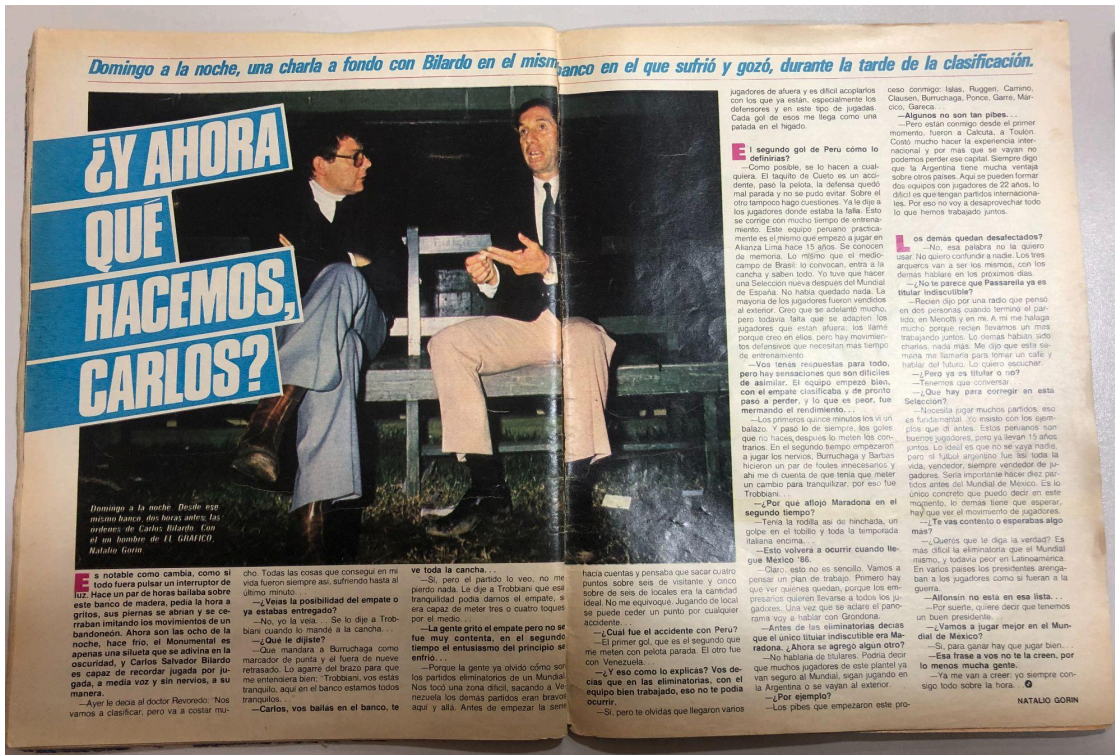 Domingo a la noche, una charla a fondo con Bilardo en el mism banco en el que sufrió y gozó, durante la tarde de la clasificación.
¿Y AHORA
QUÉ
HACEMOS,
CARLOS?
Domingo a la noche. Desde ese
mismo banco, dos horas antes, las
órdenes de Carlos Bilardo. Con
el un hombre de EL GRAFICO,
Natalio Gorin
Es notable como cambia, como si
todo fuera pulsar un interruptor de
luz. Hace un par de horas bailaba sobre
este banco de madera, pedía la hora a
gritos, sus piernas se abrían y se ce-
rraban imitando los movimientos de un
bandoneón. Ahora son las ocho de la
noche, hace frío, el Monumental es
apenas una silueta que se adivina en la
oscuridad, y Carlos Salvador Bilardo
es capaz de recordar jugada por ju-
gada, a media voz y sin nervios, a su
manera.
—Ayer le decía al doctor Revoredo: 'Nos
vamos a clasificar, pero va a costar mu-
cho. Todas las cosas que conseguí en mi
vida fueron siempre así, sufriendo hasta al
último minuto.
—¿Veías la posibilidad del empate o
ya estabas entregado?
—No, yo la veía... Se lo dije a Trob-
biani cuando lo mandé a la cancha...
—¿Qué le dijiste?
—Que mandara a Burruchaga como
marcador de punta y él fuera de nueve
retrasado. Lo agarré del brazo para que
me entendiera bien: 'Trobbiani, vos estás
tranquilo, aquí en el banco estamos todos
tranquilos.
—Carlos, vos bailás en el banco, te
ve toda la cancha...
—Sí, pero el partido lo veo, no me
pierdo nada. Le dije a Trobbiani que esa
tranquilidad podía darnos el empate, si
era capaz de meter tres o cuatro toques
por el medio...
—La gente gritó el empate pero no se
fue muy contenta, en el segundo
tiempo el entusiasmo del principio se
enfrió...
—Porque la gente ya olvidó cómo son
los partidos eliminatorios de un Mundial.
Nos tocó una zona difícil, sacando a Ve-
nezuela los demás partidos eran bravos
aquí y allá. Antes de empezar la serie
hacía cuentas y pensaba que sacar cuatro
puntos sobre seis de visitante y cinco
sobre seis de locales era la cantidad
ideal. No me equivoqué. Jugando de local
se puede ceder un punto por cualquier
accidente...
—¿Cuál fue el accidente con Perú?
—El primer gol, que es el segundo que
me meten con pelota parada. El otro fue
con Venezuela...
—¿Y eso cómo lo explicás? Vos de-
cías que en las eliminatorias, con el
equipo bien trabajado, eso no te podía
ocurrir.
—Sí, pero te olvidás que llegaron varios
jugadores de afuera y es difícil acoplarlos
con los que ya están, especialmente los
defensores y en este tipo de jugadas.
Cada gol de esos me llega como una
patada en el hígado.
El segundo gol de Perú cómo lo
definirías?
—Como posible, se lo hacen a cual-
quiera. El taquito de Cueto es un acci-
dente, pasó la pelota, la defensa quedó
mal parada y no se pudo evitar. Sobre el
otro tampoco hago cuestiones. Ya le dije a
los jugadores donde estaba la falla. Esto
se corrige con mucho tiempo de entrena-
miento. Este equipo peruano práctica-
mente es el mismo que empezó a jugar en
Alianza Lima hace 15 años. Se conocen
de memoria. Lo mismo que el medio-
campo de Brasil: lo convocan, entra a la
cancha y sabe jugar. Yo tuve que hacer
una Selección nueva después del Mundial
de España. No había quedado nada. La
mayoría de los jugadores fueron vendidos
al exterior. Creo que se adelantó mucho,
pero todavía falta que se adapten los
jugadores que están afuera; los llamé
porque creo en ellos, pero hay movimien-
tos defensivos que necesitan más tiempo
de entrenamiento.
—Vos tenés respuestas para todo,
pero hay sensaciones que son difíciles
de asimilar. El equipo empezó bien,
con el empate clasificaba y de pronto
pasó a perder, y lo que es peor, fue
mermando el rendimiento...
—Los primeros quince minutos los vi un
balazo. Y pasó lo de siempre, los goles
que no hacés, después lo meten los con-
trarios. En el segundo tiempo empezaron
a jugar los nervios, Burruchaga y Barbas
hicieron un par de foules innecesarios y
ahí me di cuenta de que tenía que meter
un cambio para tranquilizar, por eso fue
Trobbiani...
—¿Por qué aflojó Maradona en el
segundo tiempo?
—Tenía la rodilla así de hinchada, un
golpe en el tobillo y toda la temporada
italiana encima...
—Esto volverá a ocurrir cuando lle-
gue México '86.
—Claro, esto no es sencillo. Vamos a
pensar un plan de trabajo. Primero hay
que ver quiénes quedan, porque los em-
presarios quieren llevarse a todos los ju-
gadores. Una vez que se aclare el pano-
rama voy a hablar con Grondona.
—Antes de las eliminatorias decías
que el único titular indiscutible era Ma-
radona. ¿Ahora se agregó algún otro?
—No hablaría de titulares. Podría decir
que muchos jugadores de este plantel ya
van seguro al Mundial, sigan jugando en
la Argentina o se vayan al exterior.
—¿Por ejemplo?
—Los pibes que empezaron este pro-
ceso conmigo: Islas, Ruggeri, Camino,
Clausen, Burruchaga, Ponce, Garré, Már-
cico, Gareca...
—Algunos no son tan pibes...
—Pero están conmigo desde el primer
momento, fueron a Calcuta, a Toulón.
Costó mucho hacer la experiencia inter-
nacional y por más que se vayan no
podemos perder ese capital. Siempre digo
que la Argentina tiene mucha ventaja
sobre otros países. Aquí se pueden formar
dos equipos con jugadores de 22 años, lo
difícil es que tengan partidos internaciona-
les. Por eso no voy a desaprovechar todo
lo que hemos trabajado juntos.
Los demás quedan desafectados?
—No, esa palabra no la quiero
usar. No quiero confundir a nadie. Los tres
arqueros van a ser los mismos, con los
demás hablaré en los próximos días.
—¿No te parece que Passarella ya es
titular indiscutible?
—Recién dijo por una radio que pensó
en dos personas cuando terminó el par-
tido, en Menotti y en mí. A mí me halaga
mucho porque recién llevamos un mes
trabajando juntos. Lo demás habían sido
charlas, nada más. Me dijo que esta se-
mana me llamaría para tomar un café y
hablar del futuro. Lo quiero escuchar.
—¿Pero ya es titular o no?
—Tenemos que conversar.
—¿Qué hay para corregir en esta
Selección?
—Necesita jugar muchos partidos, eso
es fundamental. Yo insisto con los ejem-
plos que di antes. Estos peruanos son
buenos jugadores, pero ya llevan 15 años
juntos. Lo ideal es que no se vaya nadie,
pero el fútbol argentino fue así toda la
vida, vendedor, siempre vendedor de ju-
gadores. Sería importante hacer diez par-
tidos antes del Mundial de México. Es lo
único concreto que puedo decir en este
momento, lo demás tiene que esperar,
hay que ver el movimiento de jugadores.
—¿Te vas contento o esperabas algo
más?
—¿Querés que te diga la verdad? Es
más difícil la eliminatoria que el Mundial
mismo, y todavía peor en Latinoamérica.
En varios países los presidentes arenga-
ban a los jugadores como si fueran a la
guerra.
—Alfonsín no está en esa lista...
—Por suerte, quiere decir que tenemos
un buen presidente.
—¿Vamos a jugar mejor en el Mun-
dial de México?
—Sí, para ganar hay que jugar bien...
—Esa frase a vos no te la creen, por
lo menos mucha gente.
—Ya me van a creer: yo siempre con-
sigo todo sobre la hora...
NATALIO GORIN